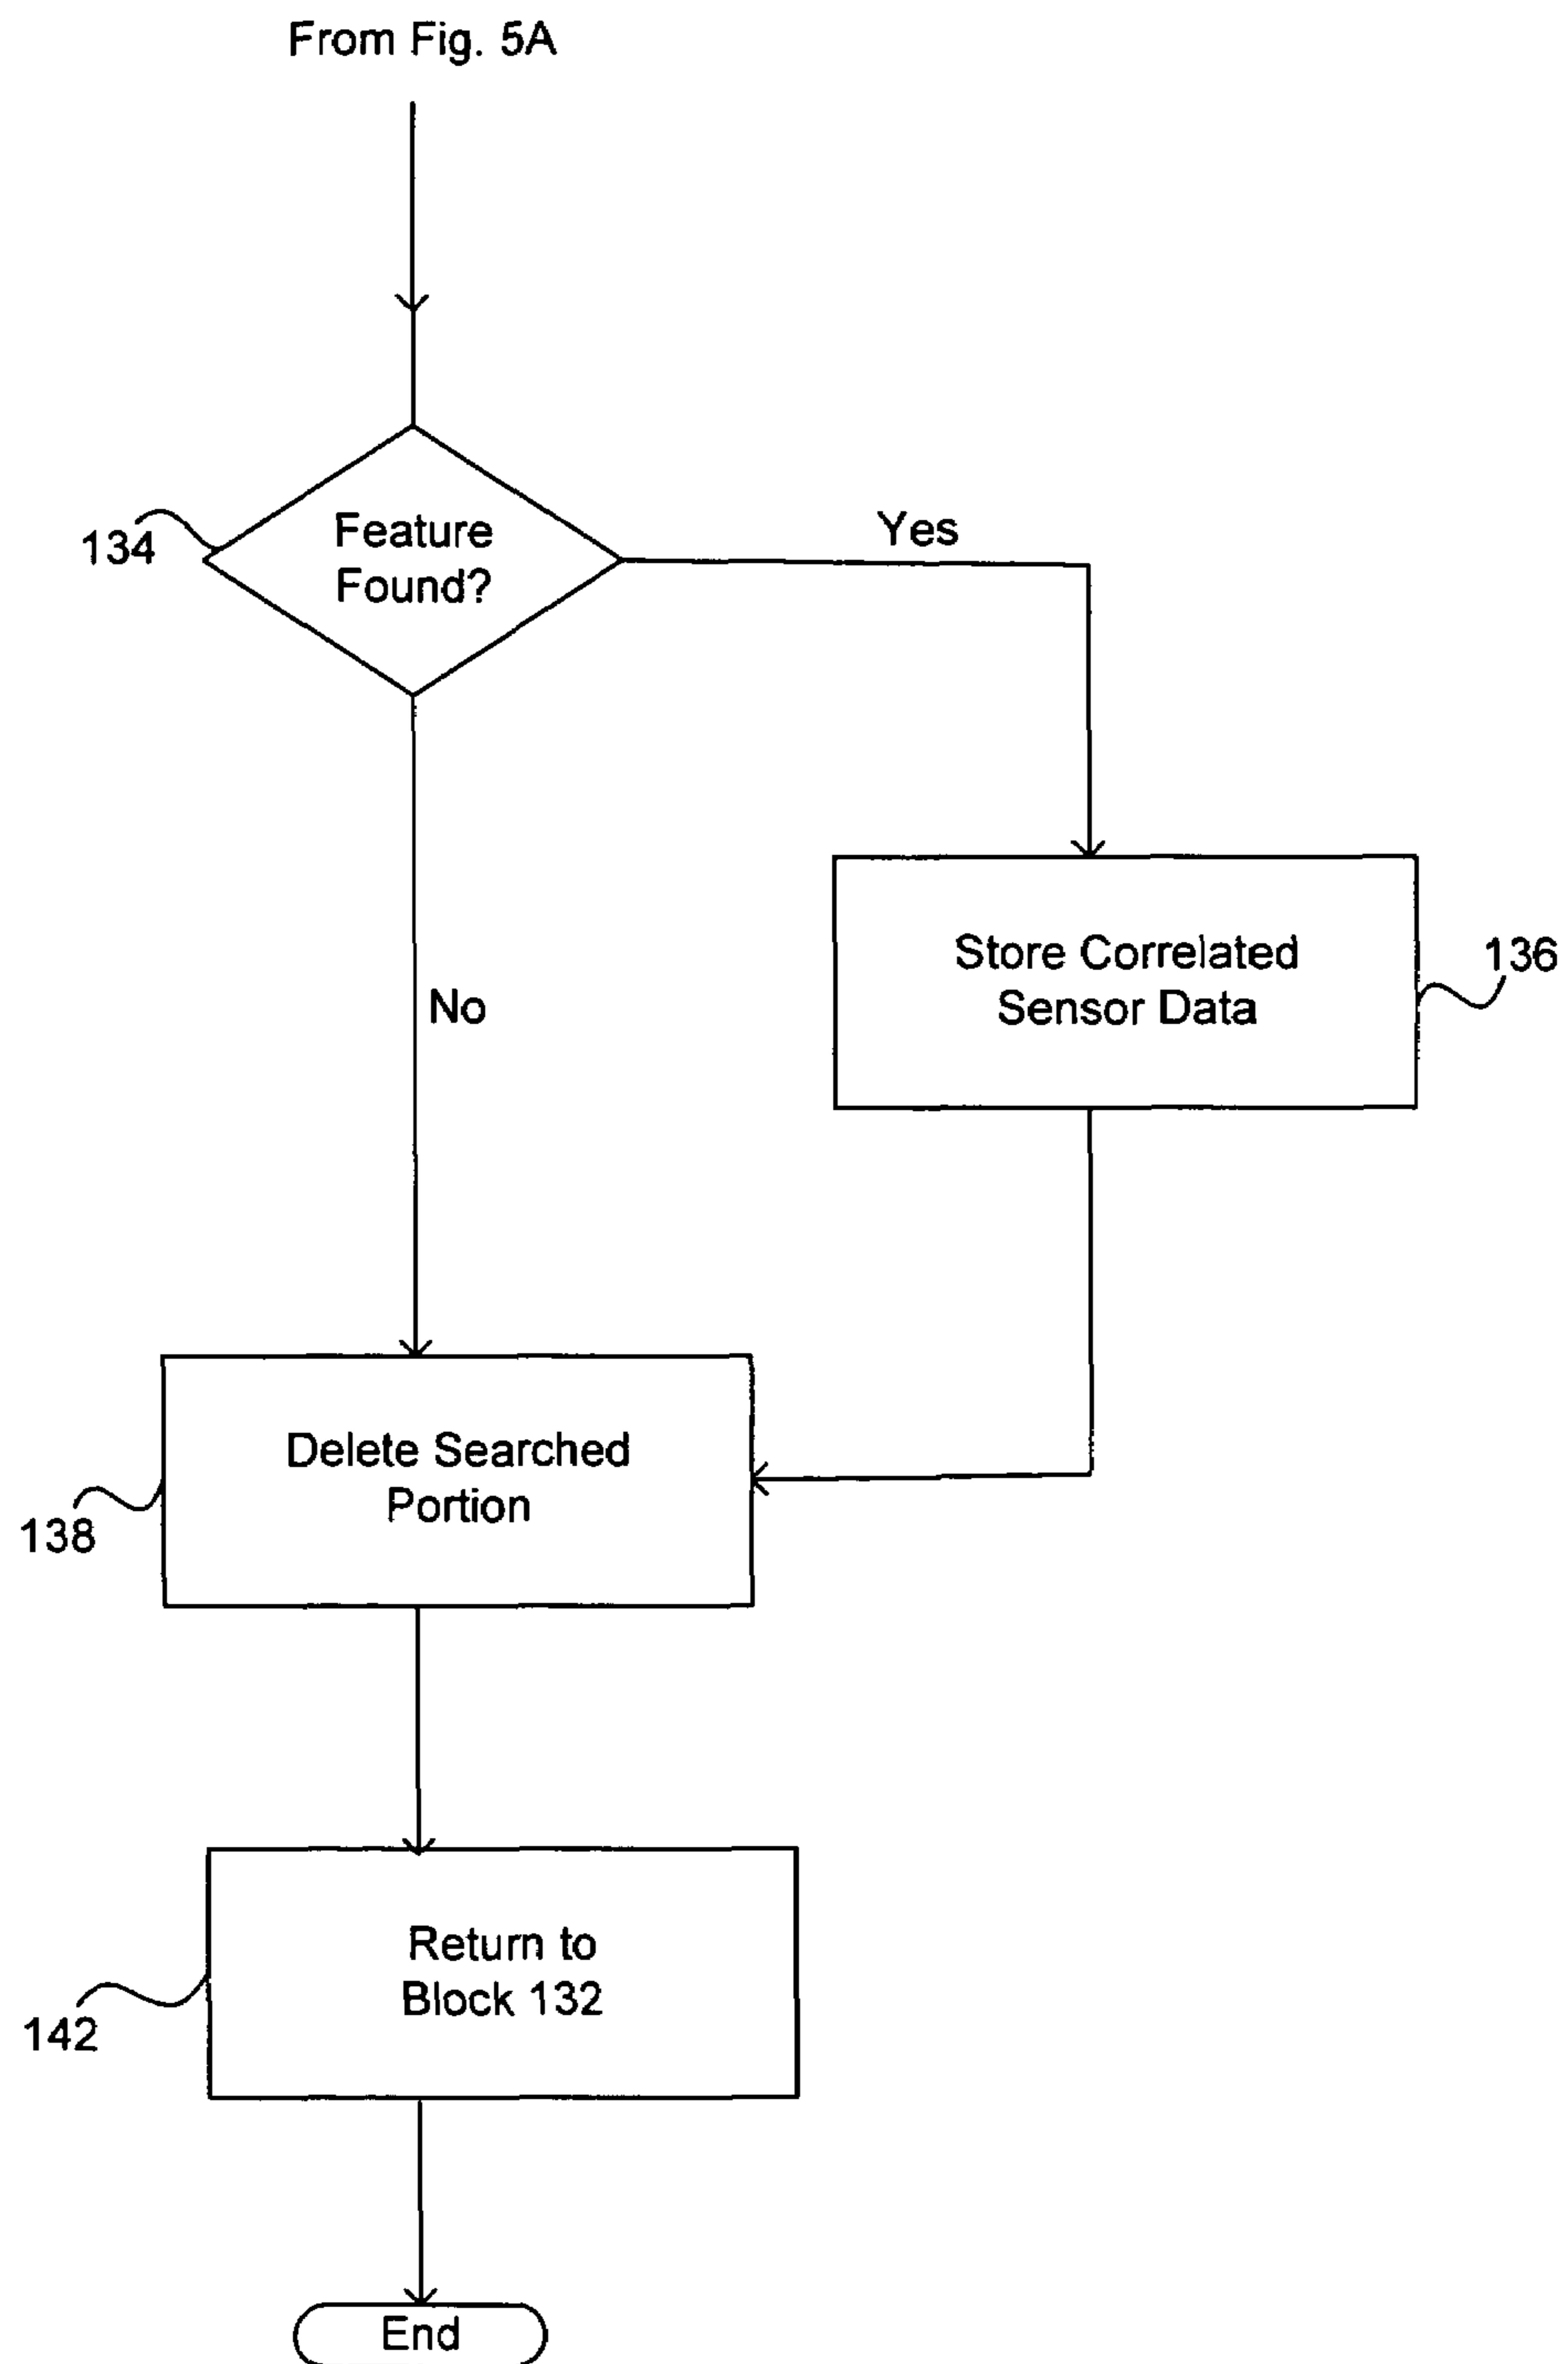 From Fig. 5A
134
Feature
Found?
Yes
No
Store Correlated
Sensor Data
136
Delete Searched
Portion
138
Return to
Block 132
142
End